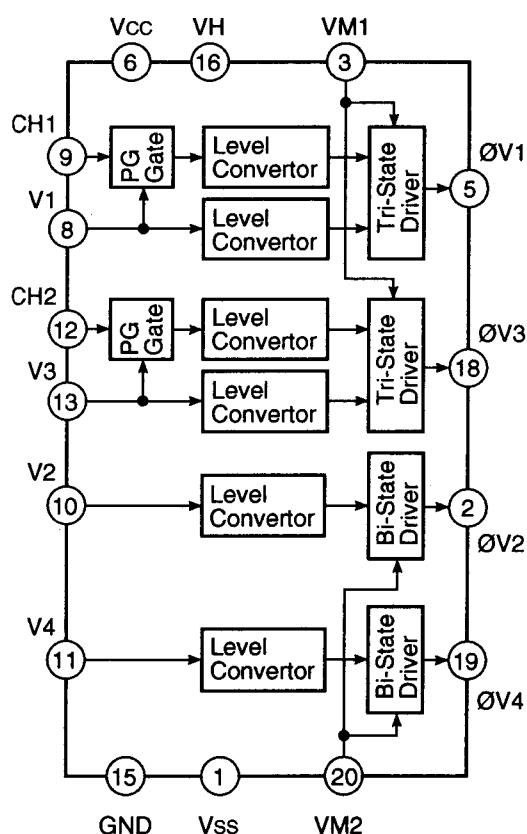 VCC VH VM1
6 16 3
CH1
9
PG
Gate
Level
Convertor
Tri-State
Driver
ØV1
5
V1
8
Level
Convertor
CH2
12
PG
Gate
Level
Convertor
Tri-State
Driver
ØV3
18
V3
13
Level
Convertor
V2
10
Level
Convertor
Bi-State
Driver
2
ØV2
V4
11
Level
Convertor
Bi-State
Driver
19
ØV4
15 1 20
GND VSS VM2